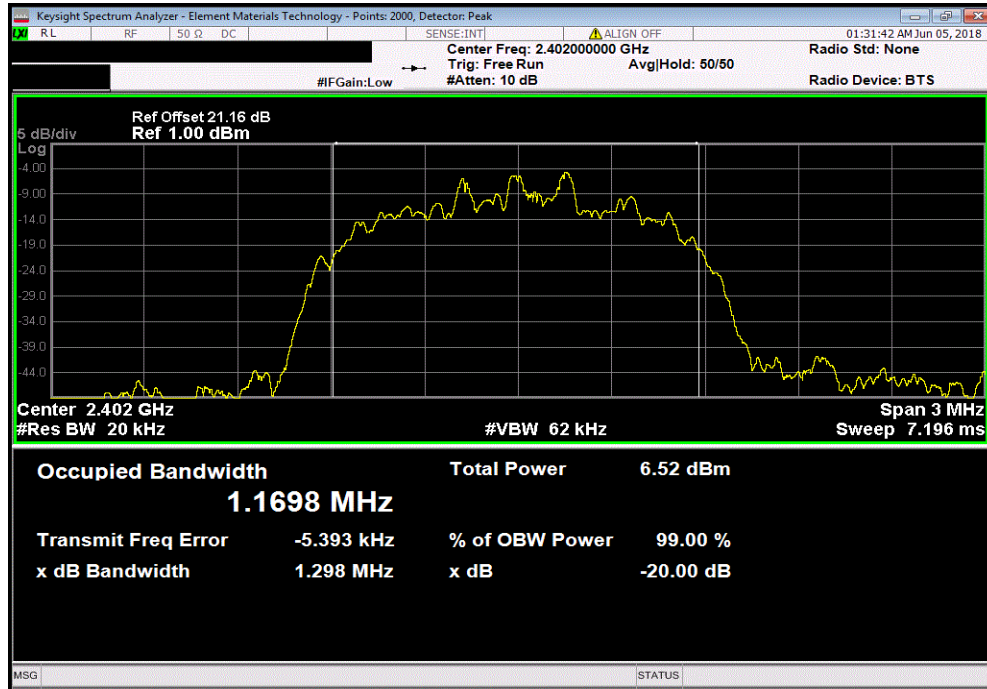 Keysight Spectrum Analyzer - Element Materials Technology - Points: 2000, Detector: Peak
LXI RL RF 50 Ω DC SENSE:INT ALIGN OFF 01:31:42 AM Jun 05, 2018
Center Freq: 2.402000000 GHz Radio Std: None
Trig: Free Run Avg|Hold: 50/50
#IFGain:Low #Atten: 10 dB Radio Device: BTS
Ref Offset 21.16 dB
5 dB/div Ref 1.00 dBm
Log
-4.00
-9.00
-14.0
-19.0
-24.0
-29.0
-34.0
-39.0
-44.0
Center 2.402 GHz Span 3 MHz
#Res BW 20 kHz #VBW 62 kHz Sweep 7.196 ms
Occupied Bandwidth Total Power 6.52 dBm
1.1698 MHz
Transmit Freq Error -5.393 kHz % of OBW Power 99.00 %
x dB Bandwidth 1.298 MHz x dB -20.00 dB
MSG STATUS